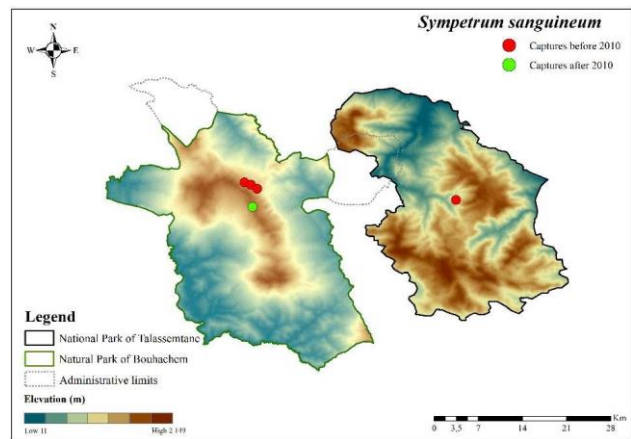 Sympetrum sanguineum
N
W E
S
Captures before 2010
Captures after 2010
Legend
National Park of Talassemtane
Natural Park of Bouhachem
Administrative limits
Elevation (m)
Low 11 High 2 149
Km
0 3,5 7 14 21 28